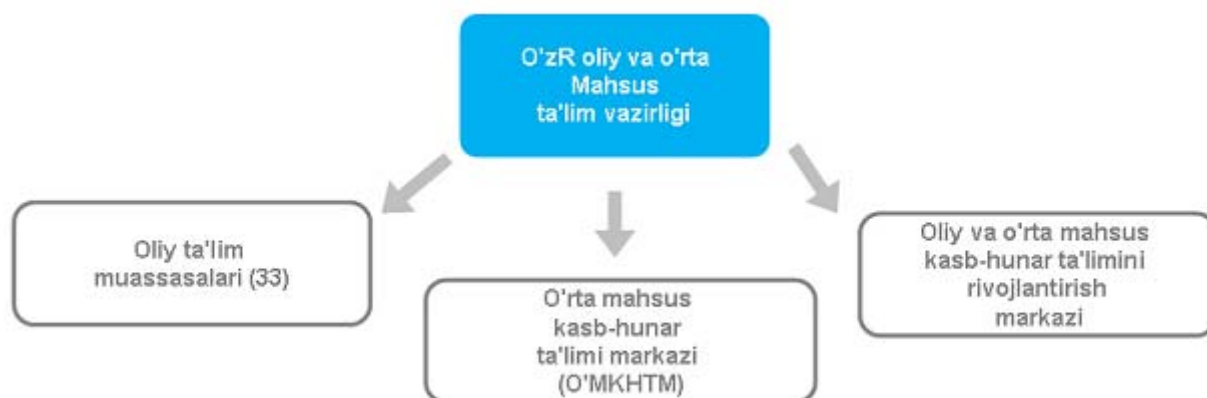 O'zR oliy va o'rta
Mahsus
ta'lim vazirligi
Oliy ta'lim
muassasalari (33)
O'rta mahsus
kasb-hunar
ta'limi markazi
(O'MKHTM)
Oliy va o'rta mahsus
kasb-hunar ta'limini
rivojlantirish
markazi